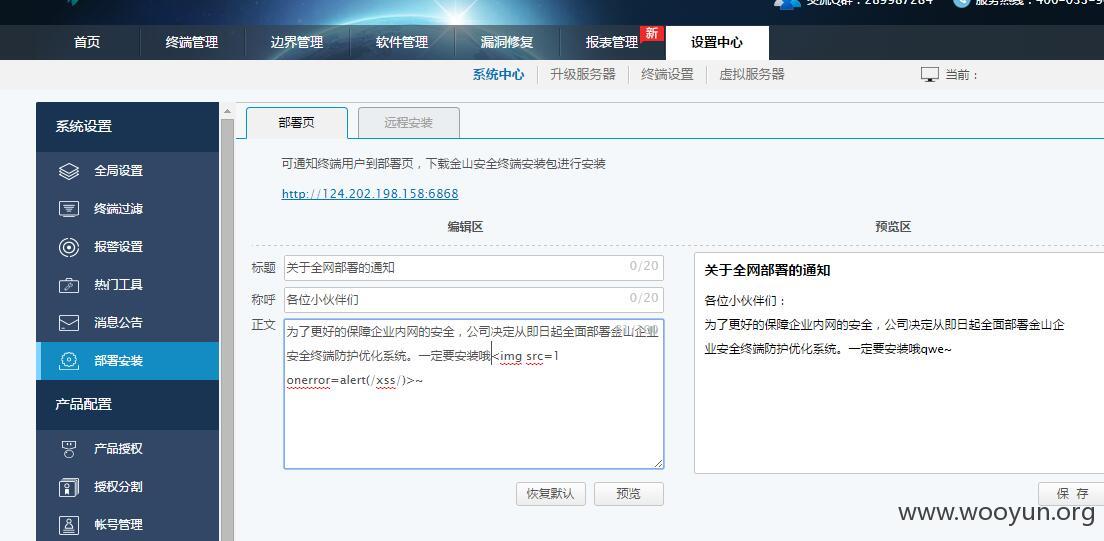 首页
终端管理
边界管理
软件管理
漏洞修复
报表管理
新
设置中心
系统中心
升级服务器
终端设置
虚拟服务器
当前：
系统设置
全局设置
终端过滤
报警设置
热门工具
消息公告
部署安装
产品配置
产品授权
授权分割
帐号管理
部署页
远程安装
可通知终端用户到部署页，下载金山安全终端安装包进行安装
http://124.202.198.158:6868
编辑区
预览区
标题
关于全网部署的通知
0/20
称呼
各位小伙伴们
0/20
正文
为了更好的保障企业内网的安全，公司决定从即日起全面部署金山企业
安全终端防护优化系统。一定要安装哦<img src=1
onerror=alert(/xss/)>~
恢复默认
预览
关于全网部署的通知
各位小伙伴们：
为了更好的保障企业内网的安全，公司决定从即日起全面部署金山企
业安全终端防护优化系统。一定要安装哦qwe~
保 存
www.wooyun.org